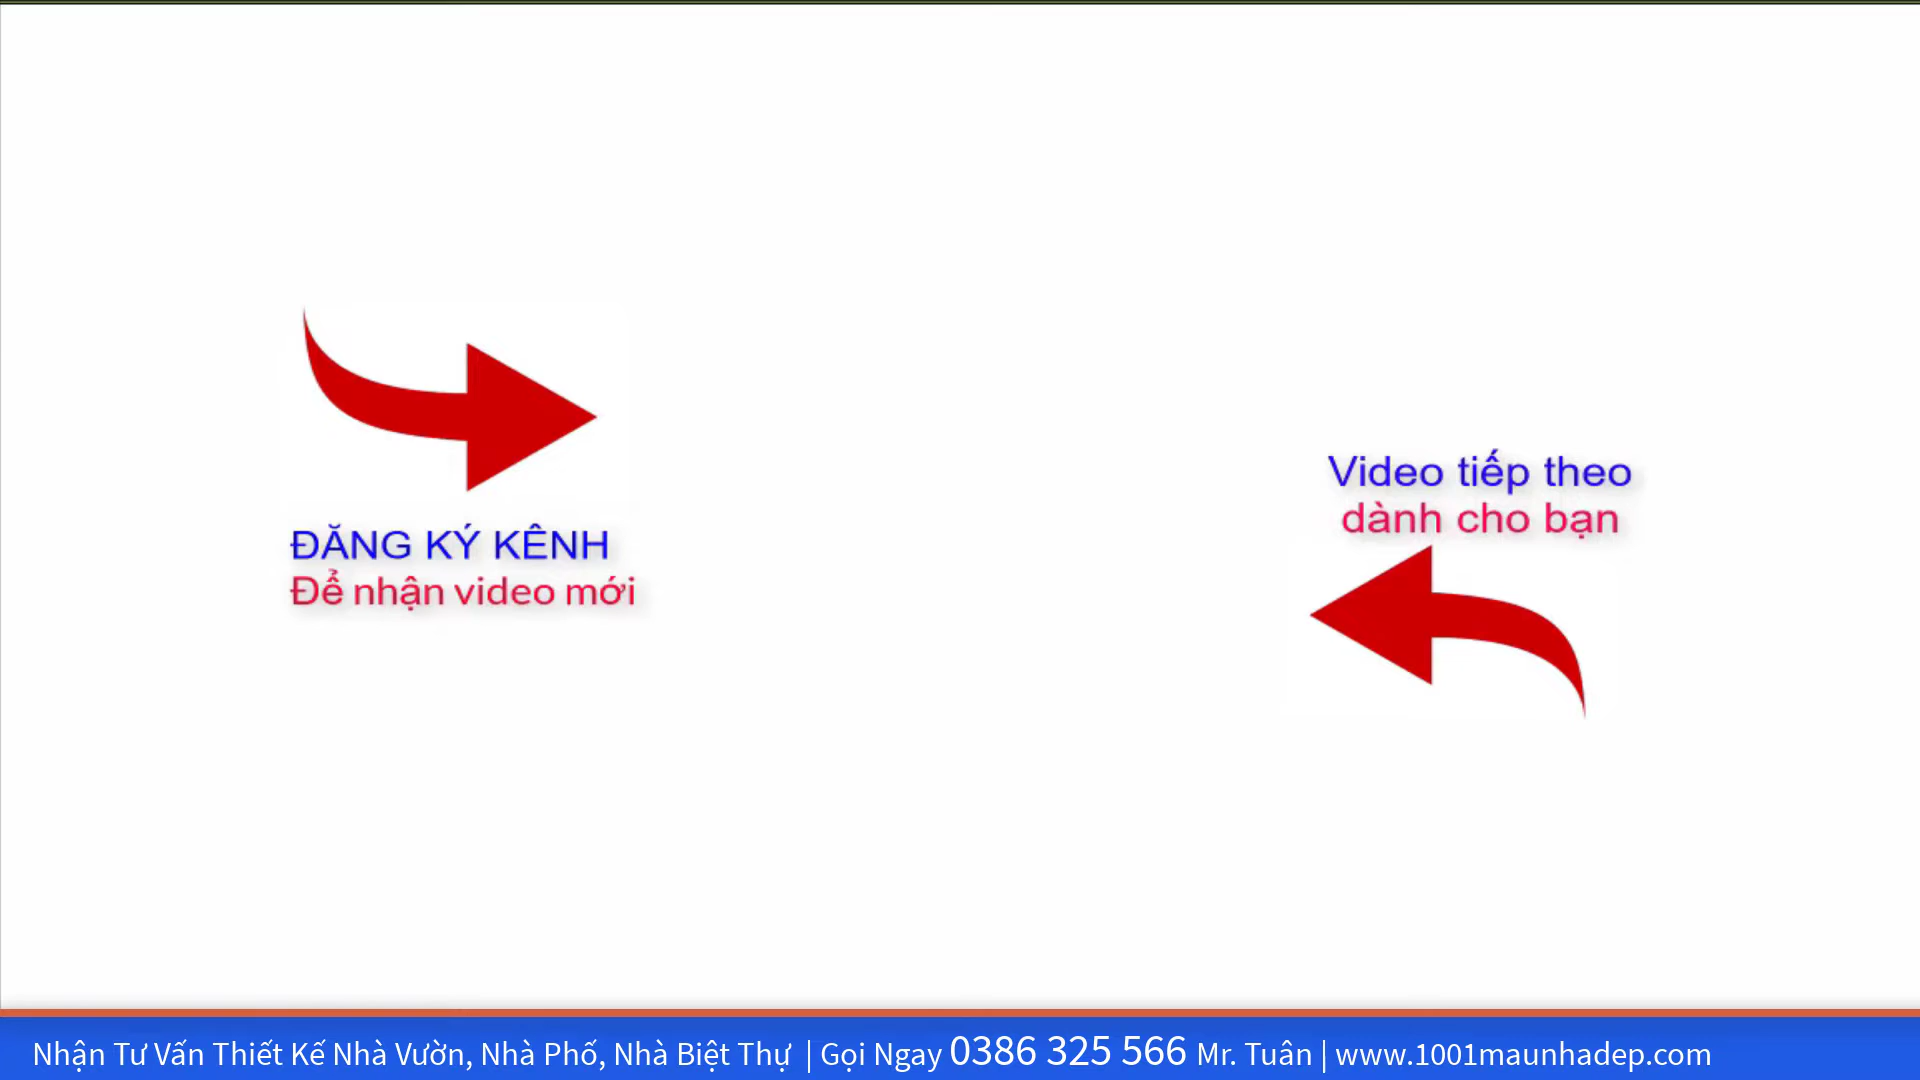 ĐĂNG KÝ KÊNH
Để nhận video mới
Video tiếp theo
dành cho bạn
Nhận Tư Vấn Thiết Kế Nhà Vườn, Nhà Phố, Nhà Biệt Thự | Gọi Ngay 0386 325 566 Mr. Tuân | www.1001maunhadep.com